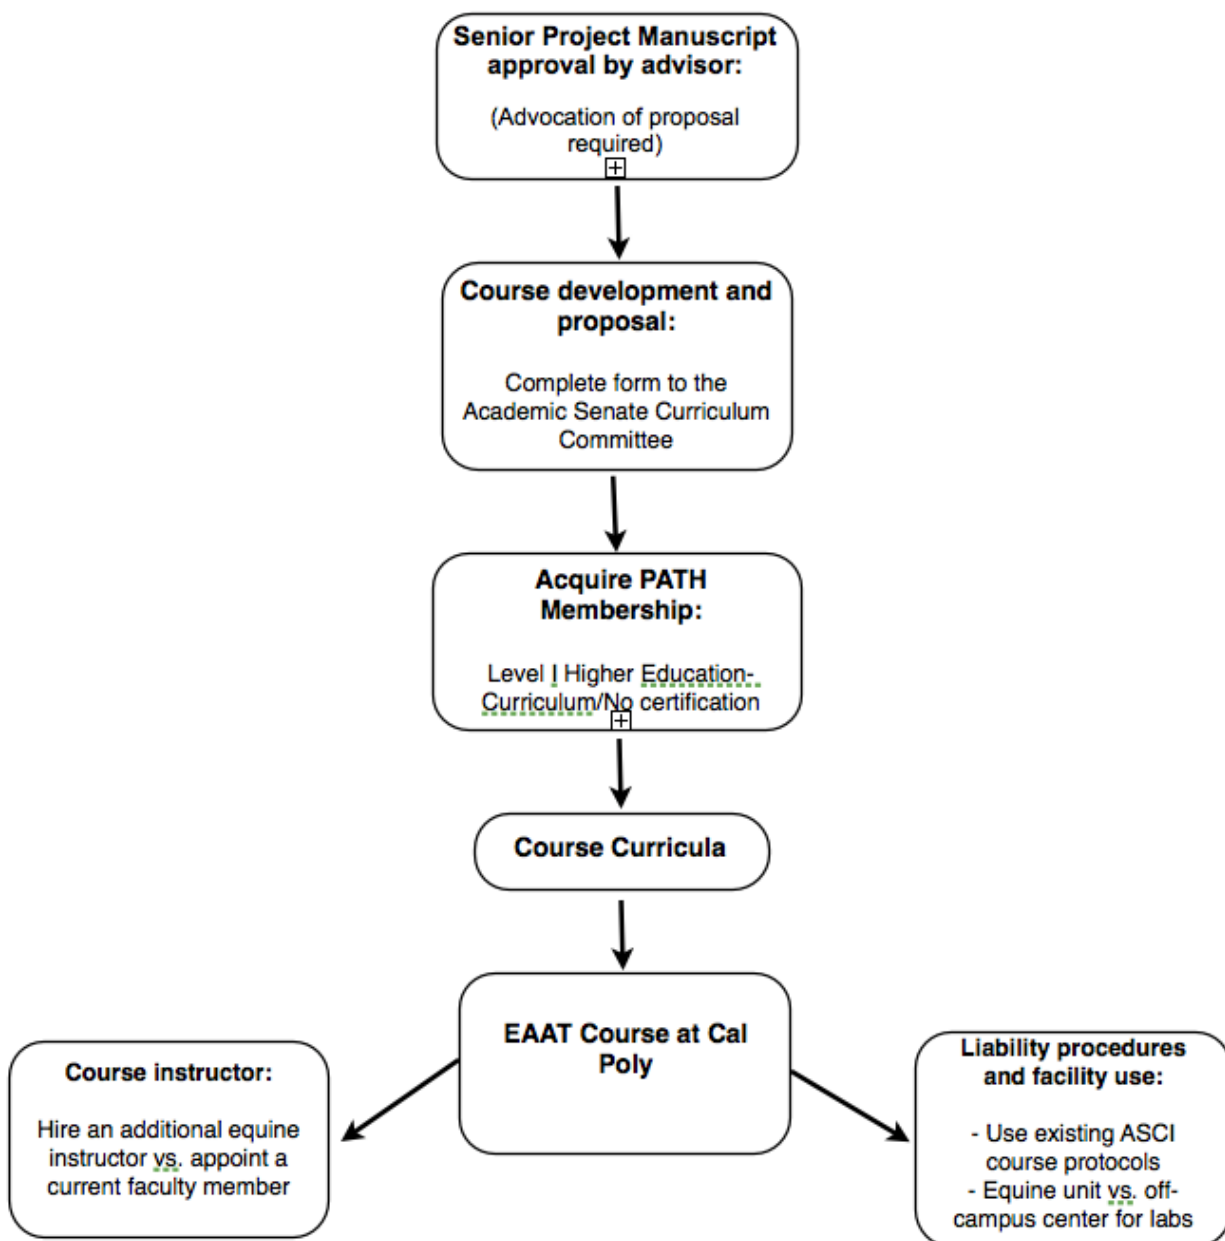 Senior Project Manuscript
approval by advisor:
(Advocation of proposal
required)
Course development and
proposal:
Complete form to the
Academic Senate Curriculum
Committee
Acquire PATH
Membership:
Level I Higher Education-
Curriculum/No certification
Course Curricula
EAAT Course at Cal
Poly
Course instructor:
Hire an additional equine
instructor vs. appoint a
current faculty member
Liability procedures
and facility use:
- Use existing ASCI
course protocols
- Equine unit vs. off-
campus center for labs